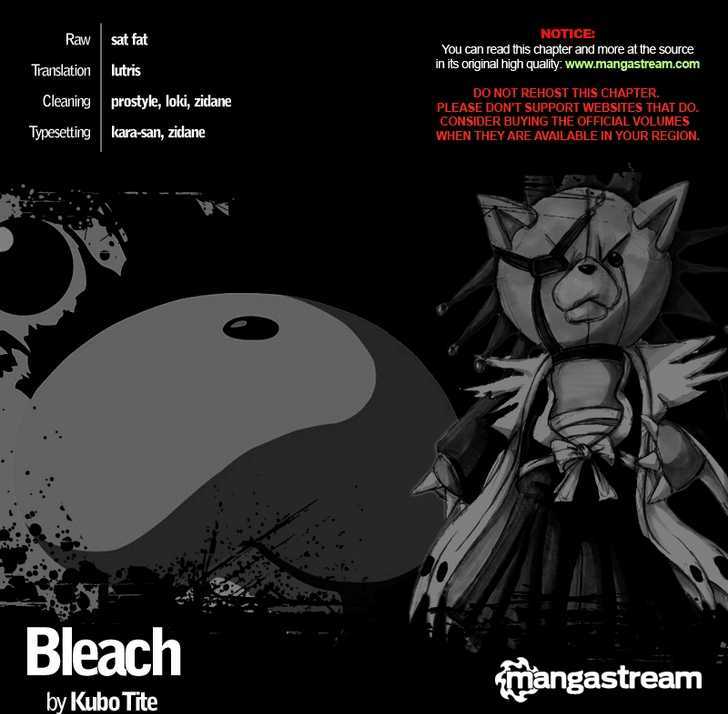 Raw sat fat
Translation lutris
Cleaning prostyle, loki, zidane
Typesetting kara-san, zidane
NOTICE:
You can read this chapter and more at the source
in its original high quality: www.mangastream.com
DO NOT REHOST THIS CHAPTER.
PLEASE DON'T SUPPORT WEBSITES THAT DO.
CONSIDER BUYING THE OFFICIAL VOLUMES
WHEN THEY ARE AVAILABLE IN YOUR REGION.
Bleach
by Kubo Tite
mangastream